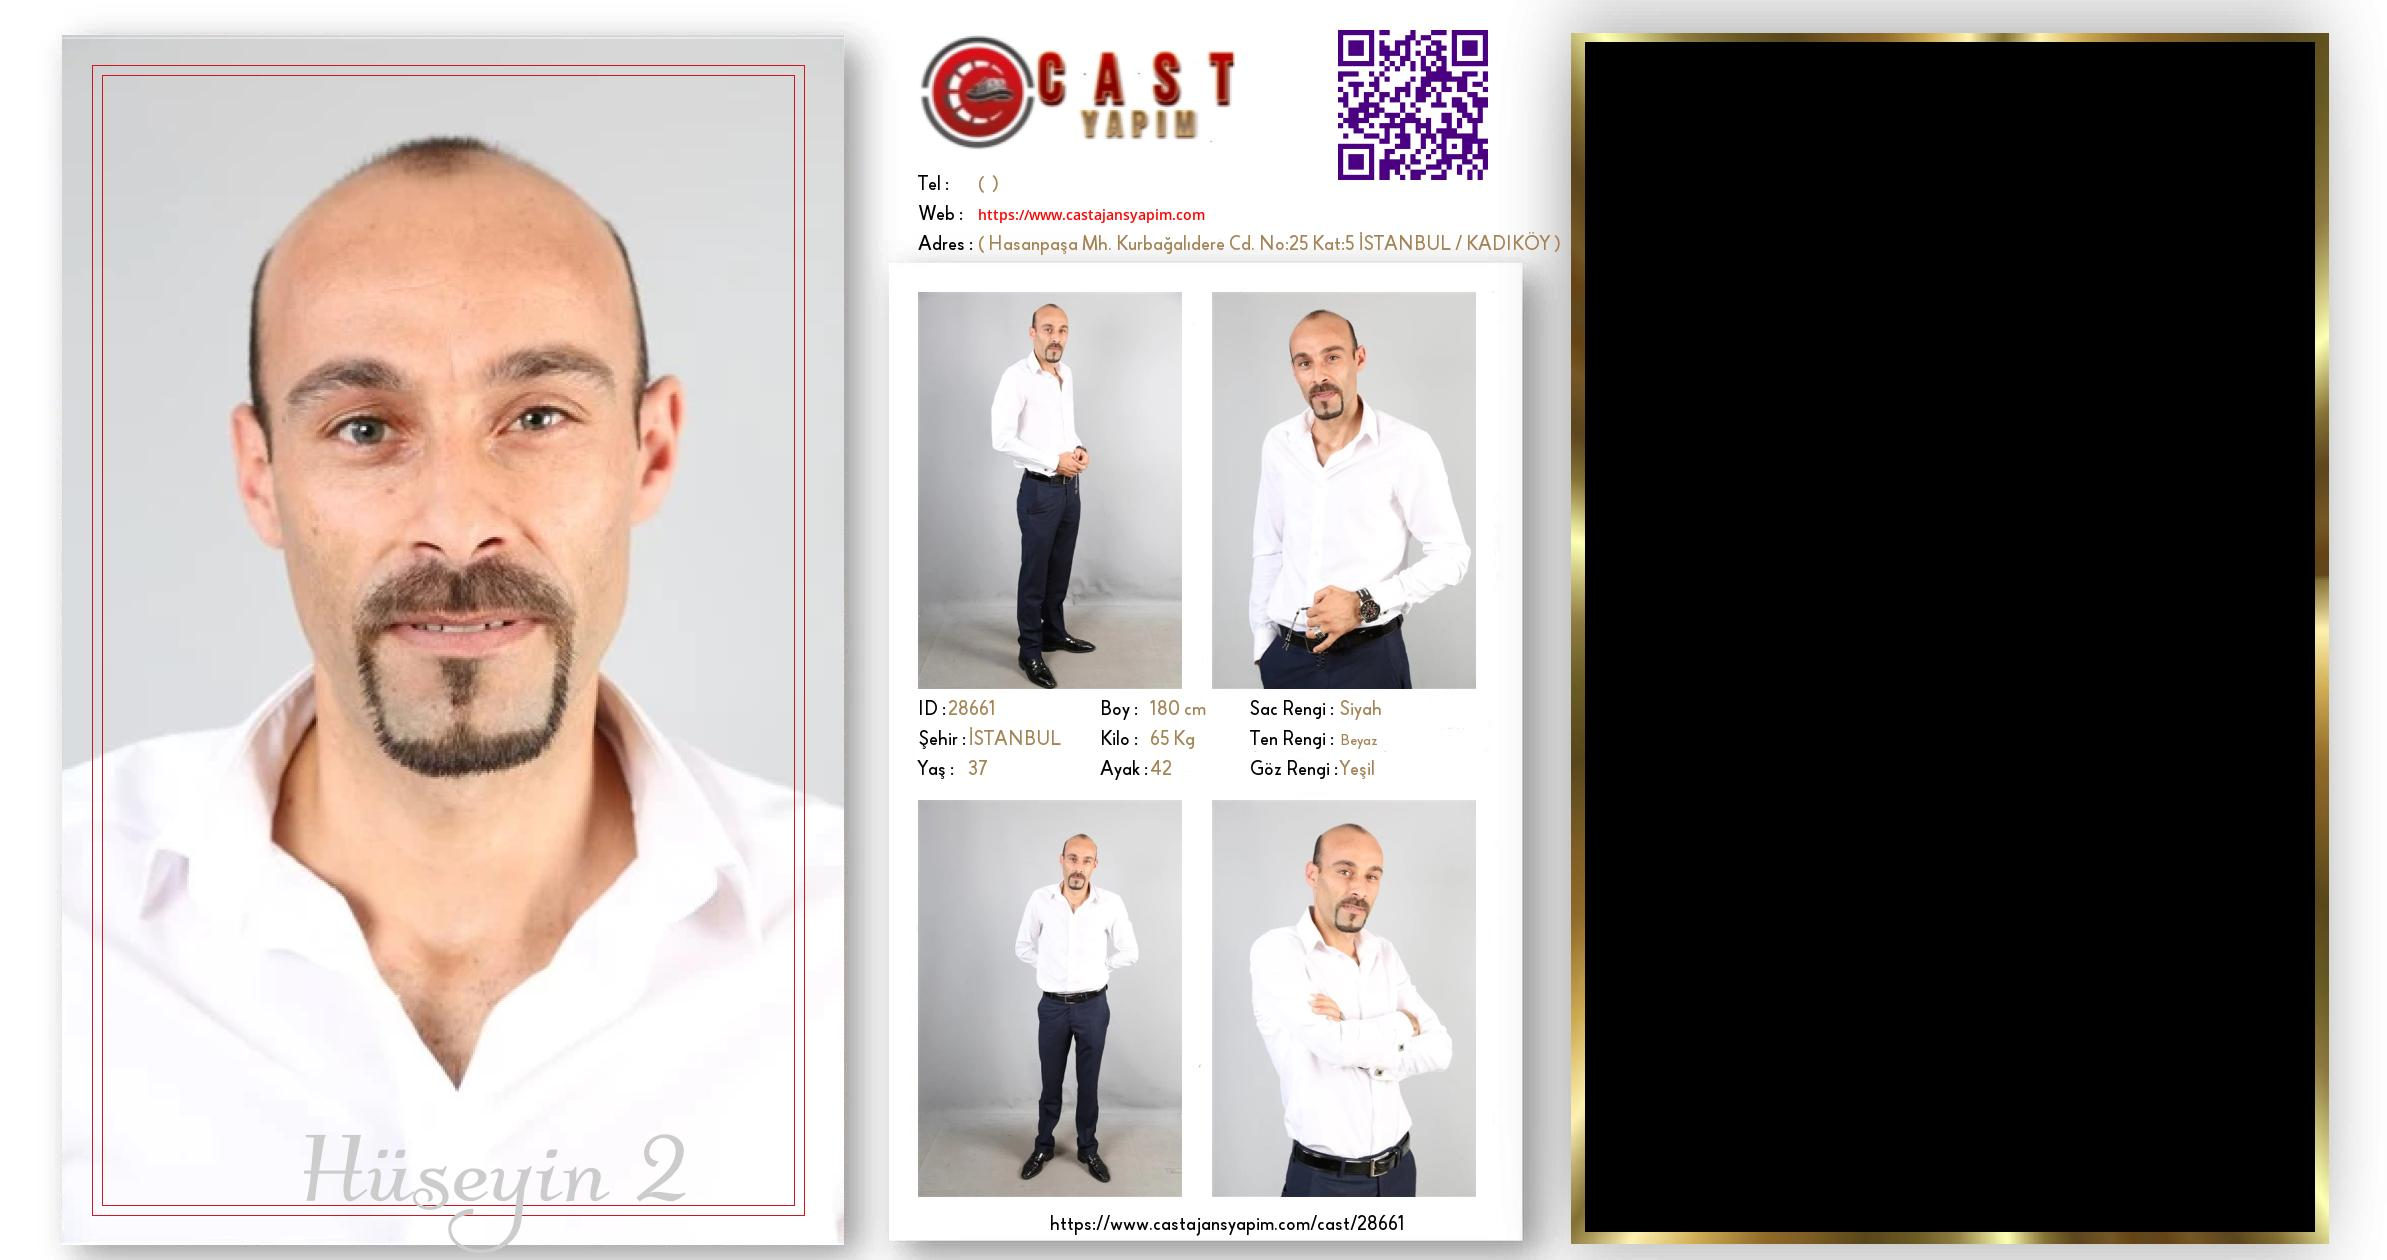 Hüseyin 2
CAST
YAPIM
Tel : ( )
Web : https://www.castajansyapim.com
Adres : ( Hasanpaşa Mh. Kurbağalıdere Cd. No:25 Kat:5 İSTANBUL / KADIKÖY )
ID : 28661 Boy : 180 cm Sac Rengi : Siyah
Şehir : İSTANBUL Kilo : 65 Kg Ten Rengi : Beyaz
Yaş : 37 Ayak : 42 Göz Rengi : Yeşil
https://www.castajansyapim.com/cast/28661